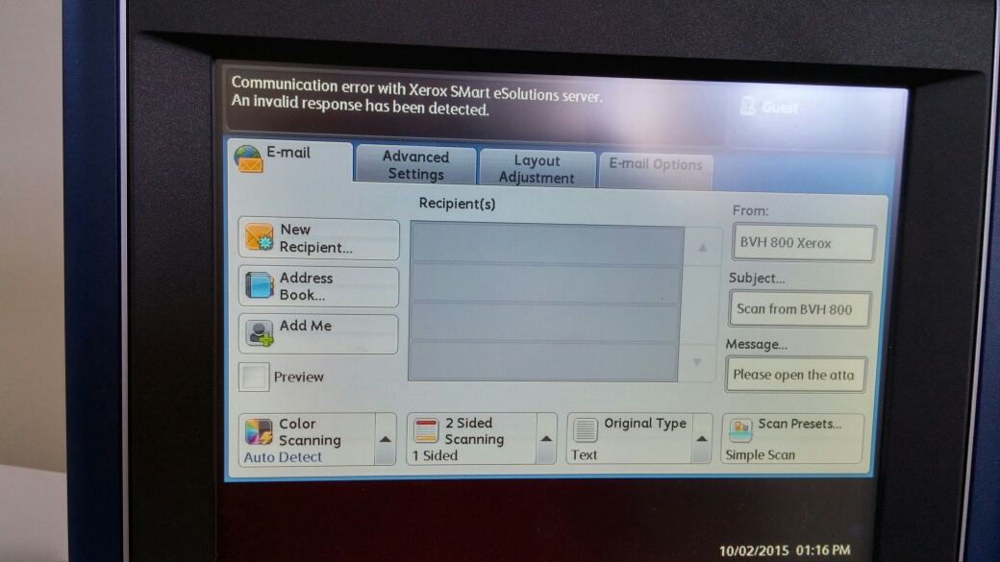 Communication error with Xerox SMart eSolutions server.
An invalid response has been detected.
Guest
E-mail
Advanced
Settings
Layout
Adjustment
E-mail Options
Recipient(s)
From:
New
Recipient...
BVH 800 Xerox
Address
Book...
Subject...
Scan from BVH 800
Add Me
Message...
Preview
Please open the atta
Color
Scanning
Auto Detect
2 Sided
Scanning
1 Sided
Original Type
Text
Scan Presets...
Simple Scan
10/02/2015 01:16 PM